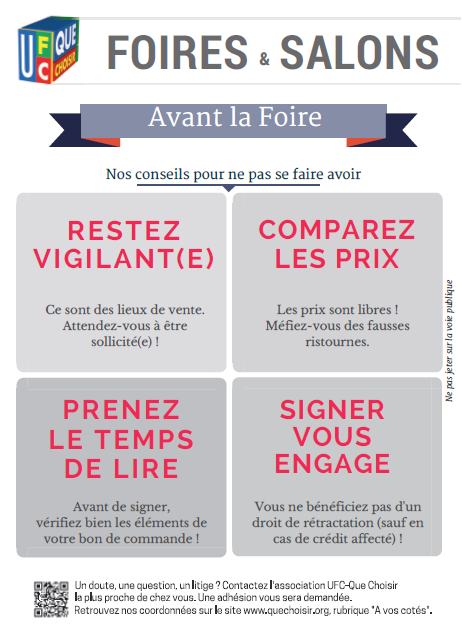 UFC QUE CHOISIR
FOIRES & SALONS
Avant la Foire
Nos conseils pour ne pas se faire avoir
RESTEZ
VIGILANT(E)
Ce sont des lieux de vente.
Attendez-vous à être
sollicité(e) !
COMPAREZ
LES PRIX
Les prix sont libres !
Méfiez-vous des fausses
ristournes.
PRENEZ
LE TEMPS
DE LIRE
Avant de signer,
vérifiez bien les éléments de
votre bon de commande !
SIGNER
VOUS
ENGAGE
Vous ne bénéficiez pas d'un
droit de rétractation (sauf en
cas de crédit affecté) !
Ne pas jeter sur la voie publique
Un doute, une question, un litige ? Contactez l'association UFC-Que Choisir
la plus proche de chez vous. Une adhésion vous sera demandée.
Retrouvez nos coordonnées sur le site www.quechoisir.org, rubrique "A vos cotés".